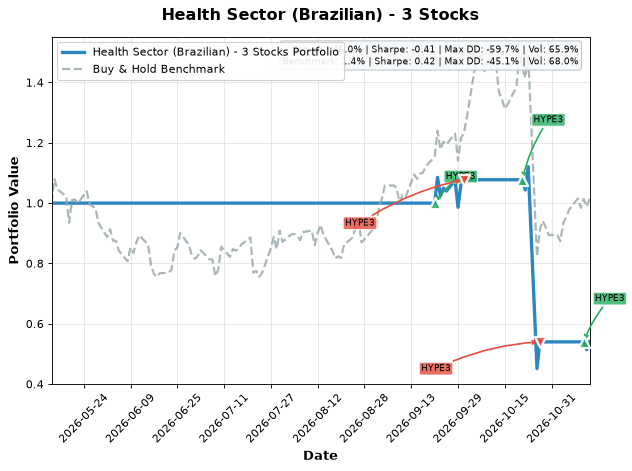 Health Sector (Brazilian) - 3 Stocks
.0% | Sharpe: -0.41 | Max DD: -59.7% | Vol: 65.9%
.4% | Sharpe: 0.42 | Max DD: -45.1% | Vol: 68.0%
Health Sector (Brazilian) - 3 Stocks Portfolio
Buy & Hold Benchmark
HYPE3
HYPE3
HYPE3
HYPE3
HYPE3
Portfolio Value
1.4
1.2
1.0
0.8
0.6
0.4
2026-05-24
2026-06-09
2026-06-25
2026-07-11
2026-07-27
2026-08-12
2026-08-28
2026-09-13
2026-09-29
2026-10-15
2026-10-31
Date